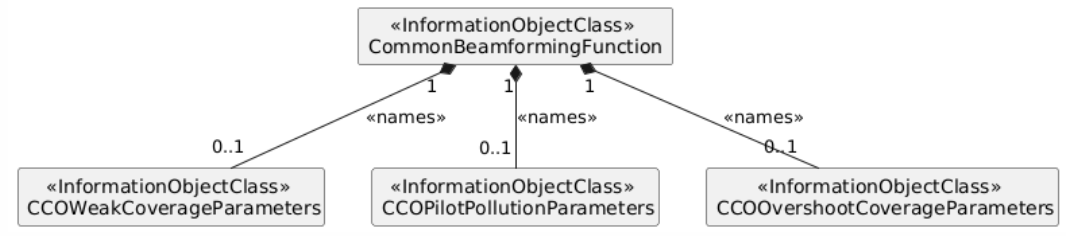 «InformationObjectClass»
CommonBeamformingFunction
1
1
1
«names»
«names»
«names»
0..1
0..1
0..1
«InformationObjectClass»
CCOWeakCoverageParameters
«InformationObjectClass»
CCOPilotPollutionParameters
«InformationObjectClass»
CCOOvershootCoverageParameters